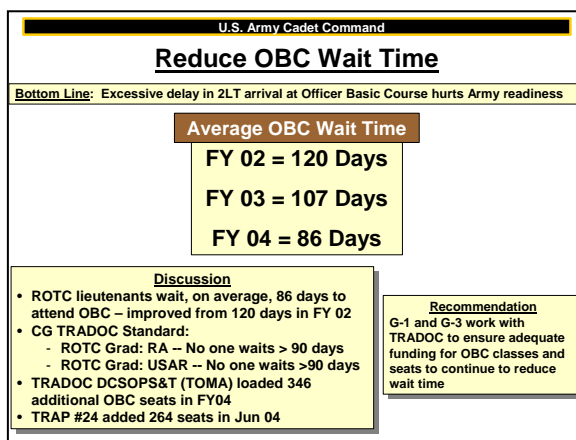 U.S. Army Cadet Command
Reduce OBC Wait Time
Bottom Line: Excessive delay in 2LT arrival at Officer Basic Course hurts Army readiness
Average OBC Wait Time
FY 02 = 120 Days
FY 03 = 107 Days
FY 04 = 86 Days
Discussion
• ROTC lieutenants wait, on average, 86 days to
attend OBC – improved from 120 days in FY 02
• CG TRADOC Standard:
- ROTC Grad: RA -- No one waits > 90 days
- ROTC Grad: USAR -- No one waits >90 days
• TRADOC DCSOPS&T (TOMA) loaded 346
additional OBC seats in FY04
• TRAP #24 added 264 seats in Jun 04
Recommendation
G-1 and G-3 work with
TRADOC to ensure adequate
funding for OBC classes and
seats to continue to reduce
wait time